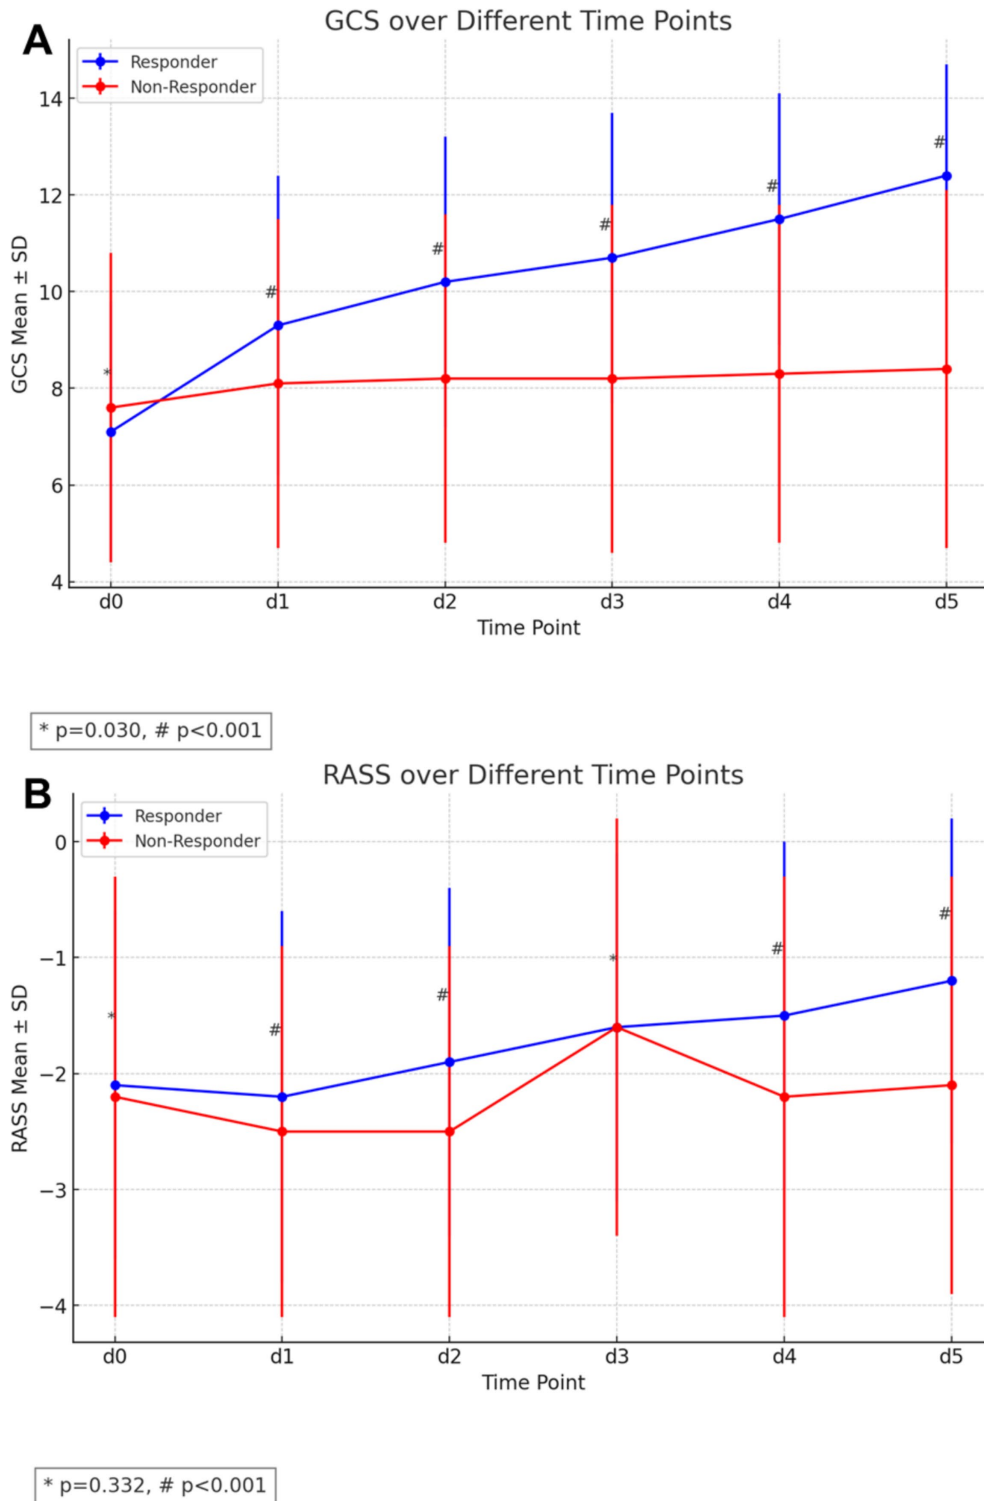 A
GCS over Different Time Points
Responder
Non-Responder
GCS Mean ± SD
14
12
10
8
6
4
#
#
#
#
#
*
d0 d1 d2 d3 d4 d5
Time Point
* p=0.030, # p<0.001
B
RASS over Different Time Points
Responder
Non-Responder
RASS Mean ± SD
0
−1
−2
−3
−4
*
#
#
*
#
#
d0 d1 d2 d3 d4 d5
Time Point
* p=0.332, # p<0.001